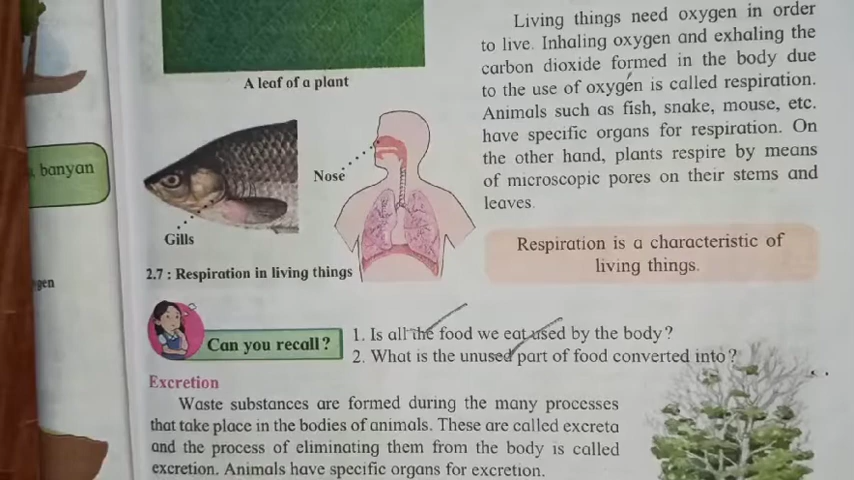 A leaf of a plant
Living things need oxygen in order
to live. Inhaling oxygen and exhaling the
carbon dioxide formed in the body due
to the use of oxygen is called respiration.
Animals such as fish, snake, mouse, etc.
have specific organs for respiration. On
the other hand, plants respire by means
of microscopic pores on their stems and
leaves.
banyan
Nose
Gills
2.7 : Respiration in living things
Respiration is a characteristic of
living things.
gen
Can you recall?
1. Is all the food we eat used by the body?
2. What is the unused part of food converted into?
Excretion
Waste substances are formed during the many processes
that take place in the bodies of animals. These are called excreta
and the process of eliminating them from the body is called
excretion. Animals have specific organs for excretion.